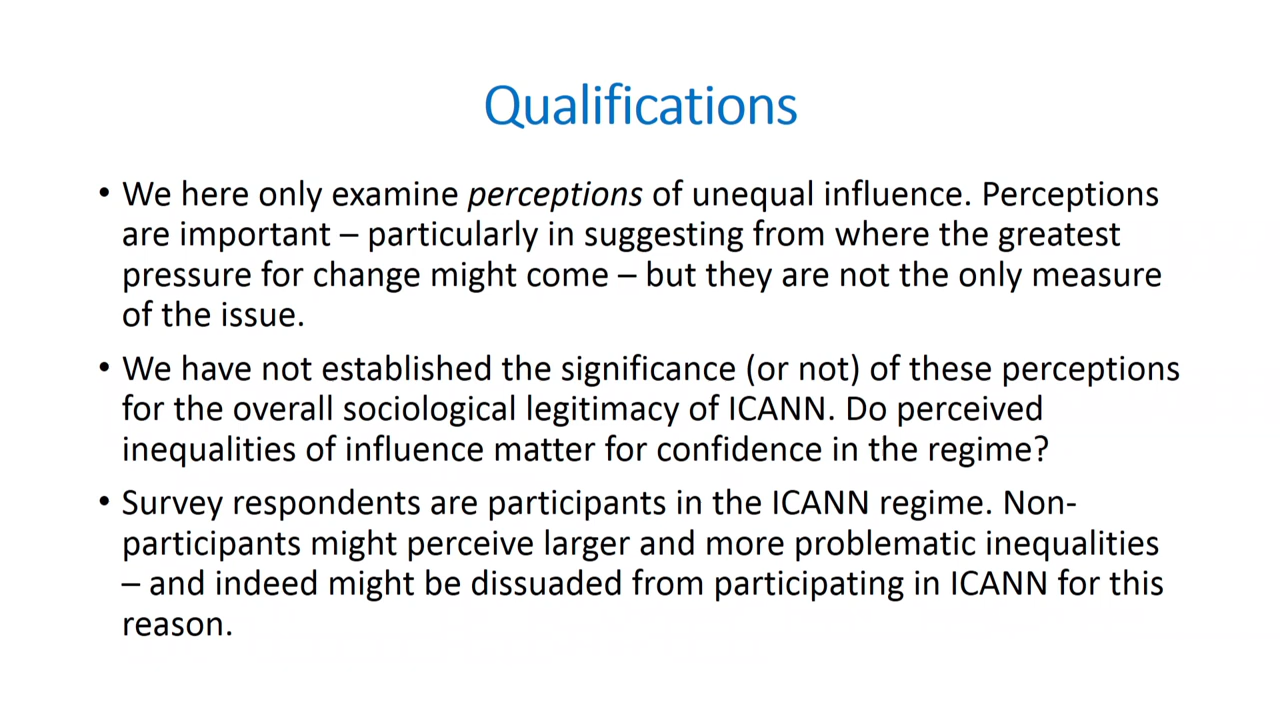 Qualifications
• We here only examine perceptions of unequal influence. Perceptions
are important – particularly in suggesting from where the greatest
pressure for change might come – but they are not the only measure
of the issue.
• We have not established the significance (or not) of these perceptions
for the overall sociological legitimacy of ICANN. Do perceived
inequalities of influence matter for confidence in the regime?
• Survey respondents are participants in the ICANN regime. Non-
participants might perceive larger and more problematic inequalities
– and indeed might be dissuaded from participating in ICANN for this
reason.